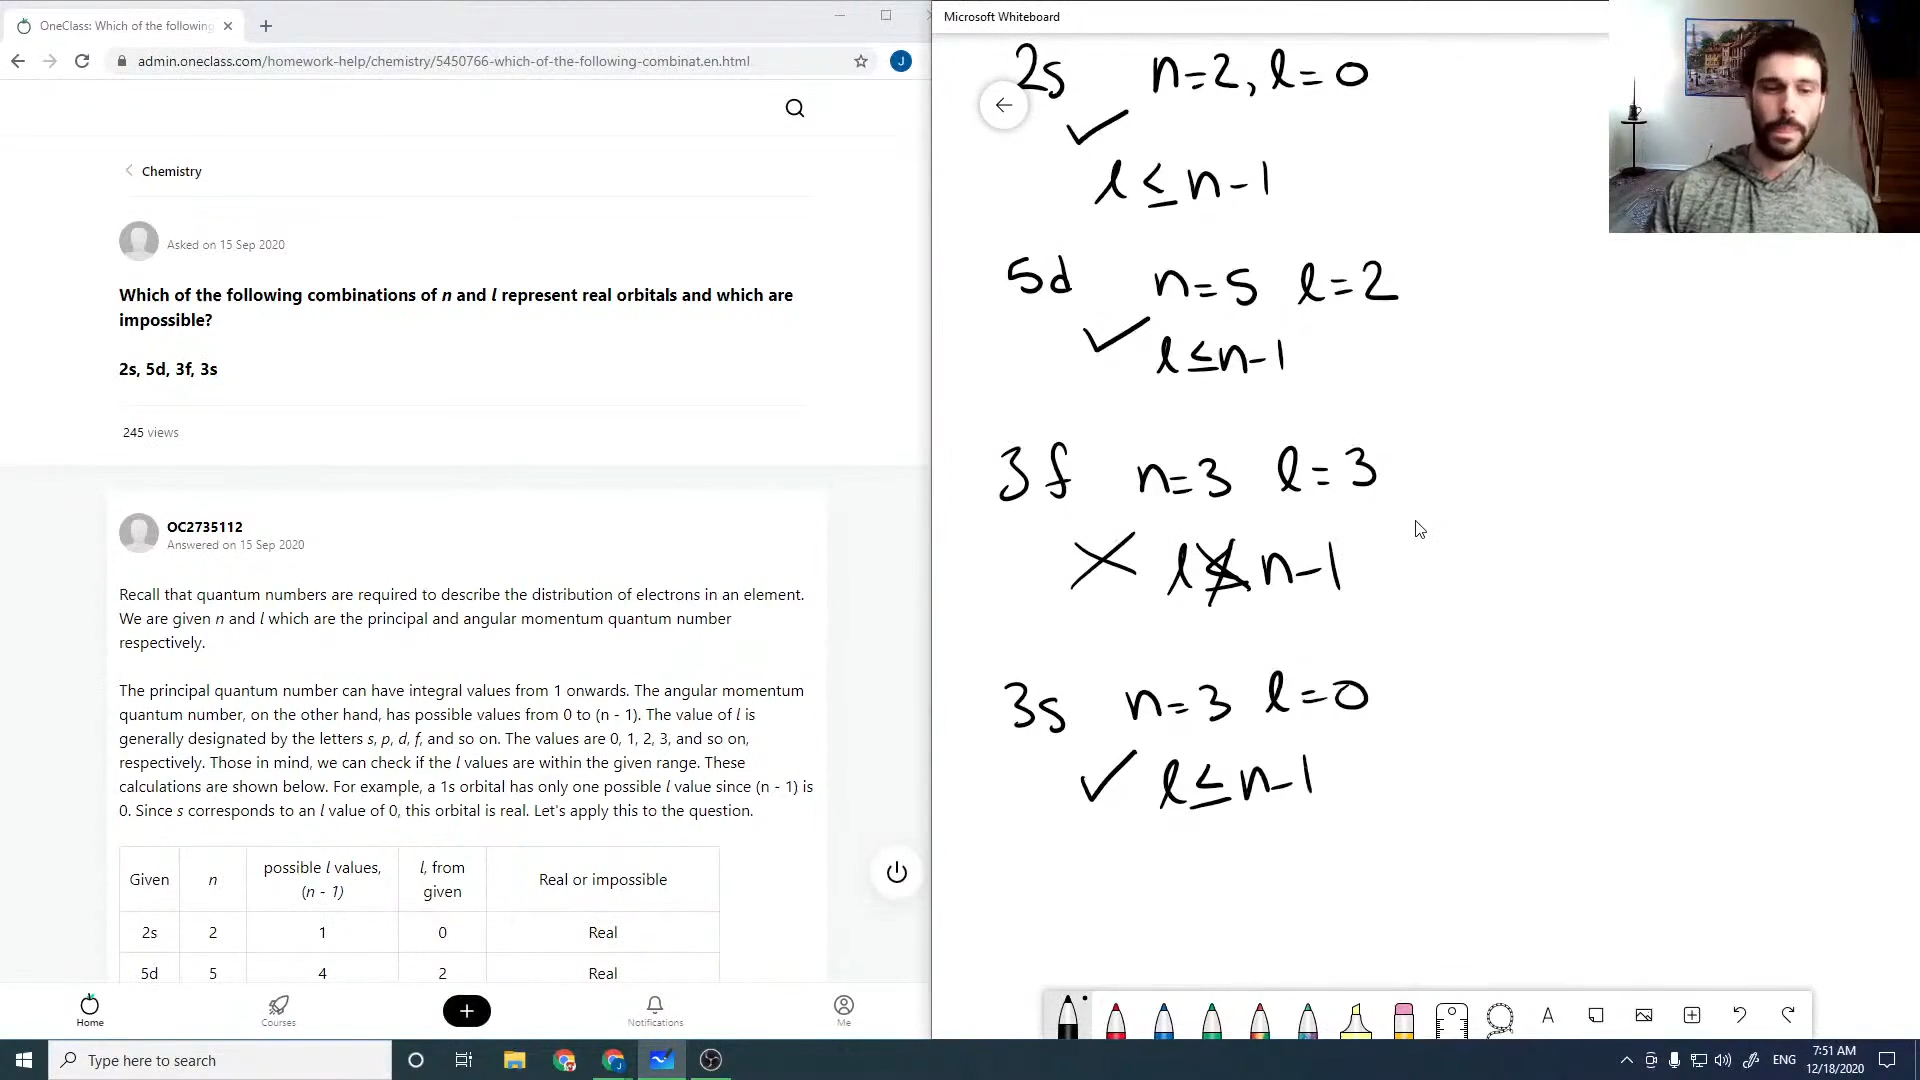 OneClass: Which of the following
admin.oneclass.com/homework-help/chemistry/5450766-which-of-the-following-combinat.en.html
J
Chemistry
Asked on 15 Sep 2020
Which of the following combinations of n and l represent real orbitals and which are
impossible?
2s, 5d, 3f, 3s
245 views
OC2735112
Answered on 15 Sep 2020
Recall that quantum numbers are required to describe the distribution of electrons in an element.
We are given n and l which are the principal and angular momentum quantum number
respectively.
The principal quantum number can have integral values from 1 onwards. The angular momentum
quantum number, on the other hand, has possible values from 0 to (n - 1). The value of l is
generally designated by the letters s, p, d, f, and so on. The values are 0, 1, 2, 3, and so on,
respectively. Those in mind, we can check if the l values are within the given range. These
calculations are shown below. For example, a 1s orbital has only one possible l value since (n - 1) is
0. Since s corresponds to an l value of 0, this orbital is real. Let's apply this to the question.
Given n possible l values, (n - 1) l, from given Real or impossible
2s 2 1 0 Real
5d 5 4 2 Real
Home Courses Notifications Me
Microsoft Whiteboard
2s n=2, l=0
l ≤ n-1
5d n=5 l=2
l ≤ n-1
3f n=3 l=3
l ≰ n-1
3s n=3 l=0
l ≤ n-1
Type here to search
ENG
7:51 AM
12/18/2020